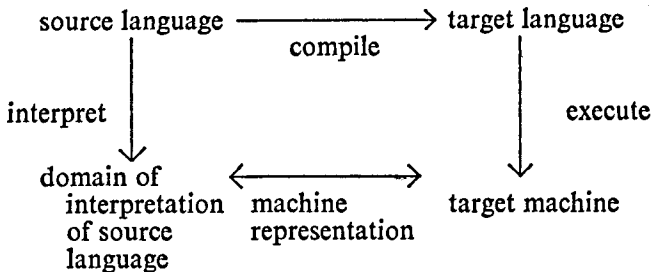 source language
target language
compile
interpret
execute
domain of
interpretation
of source
language
machine
representation
target machine